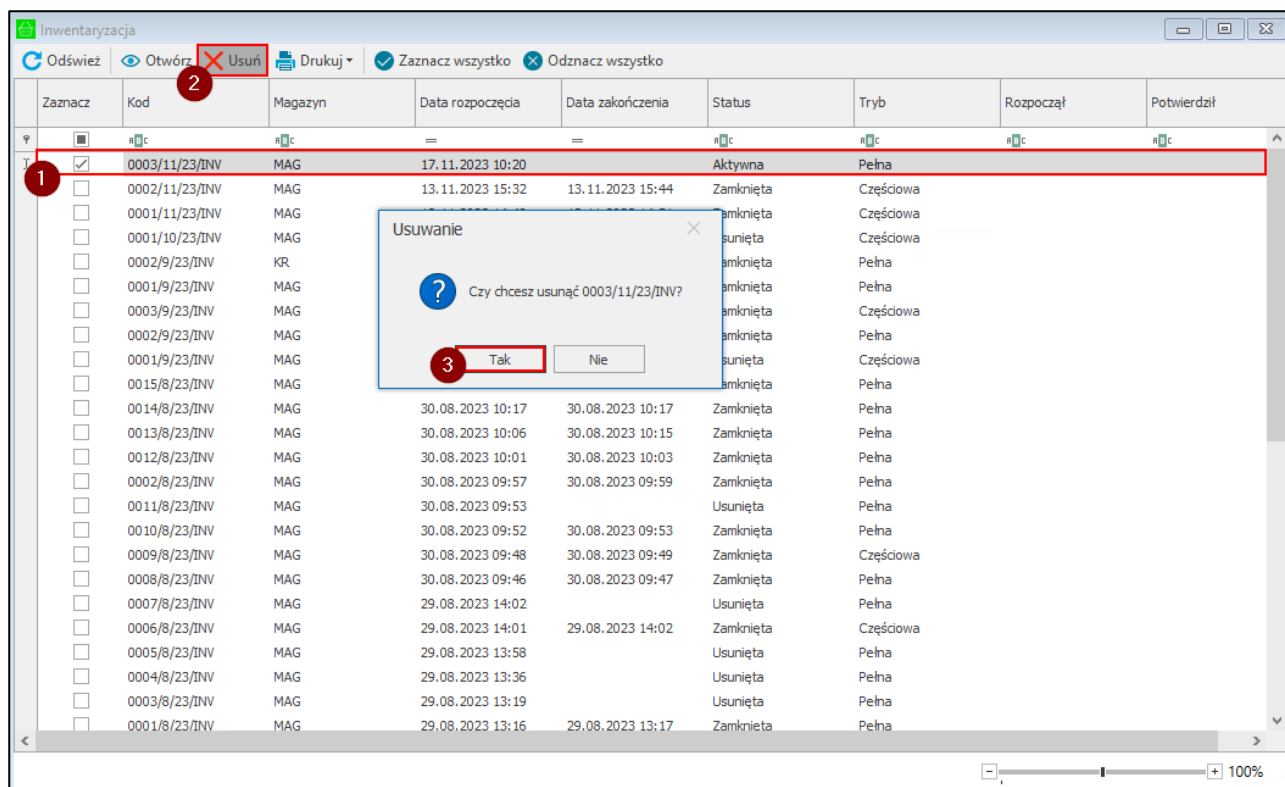 Inwentaryzacja
Odśwież Otwórz Usuń Drukuj Zaznacz wszystko Odznacz wszystko
2
Zaznacz Kod Magazyn Data rozpoczęcia Data zakończenia Status Tryb Rozpoczął Potwierdził
= =
1
0003/11/23/INV MAG 17.11.2023 10:20 Aktywna Pełna
0002/11/23/INV MAG 13.11.2023 15:32 13.11.2023 15:44 Zamknięta Częściowa
0001/11/23/INV MAG Częściowa
0001/10/23/INV MAG Częściowa
0002/9/23/INV KR Pełna
0001/9/23/INV MAG Pełna
0003/9/23/INV MAG Częściowa
0002/9/23/INV MAG Pełna
0001/9/23/INV MAG Częściowa
0015/8/23/INV MAG Pełna
Usuwanie
Czy chcesz usunąć 0003/11/23/INV?
3
Tak Nie
0014/8/23/INV MAG 30.08.2023 10:17 30.08.2023 10:17 Zamknięta Pełna
0013/8/23/INV MAG 30.08.2023 10:06 30.08.2023 10:15 Zamknięta Pełna
0012/8/23/INV MAG 30.08.2023 10:01 30.08.2023 10:03 Zamknięta Pełna
0002/8/23/INV MAG 30.08.2023 09:57 30.08.2023 09:59 Zamknięta Pełna
0011/8/23/INV MAG 30.08.2023 09:53 Usunięta Pełna
0010/8/23/INV MAG 30.08.2023 09:52 30.08.2023 09:53 Zamknięta Pełna
0009/8/23/INV MAG 30.08.2023 09:48 30.08.2023 09:49 Zamknięta Częściowa
0008/8/23/INV MAG 30.08.2023 09:46 30.08.2023 09:47 Zamknięta Pełna
0007/8/23/INV MAG 29.08.2023 14:02 Usunięta Pełna
0006/8/23/INV MAG 29.08.2023 14:01 29.08.2023 14:02 Zamknięta Częściowa
0005/8/23/INV MAG 29.08.2023 13:58 Usunięta Pełna
0004/8/23/INV MAG 29.08.2023 13:36 Usunięta Pełna
0003/8/23/INV MAG 29.08.2023 13:19 Usunięta Pełna
0001/8/23/INV MAG 29.08.2023 13:16 29.08.2023 13:17 Zamknięta Pełna
100%